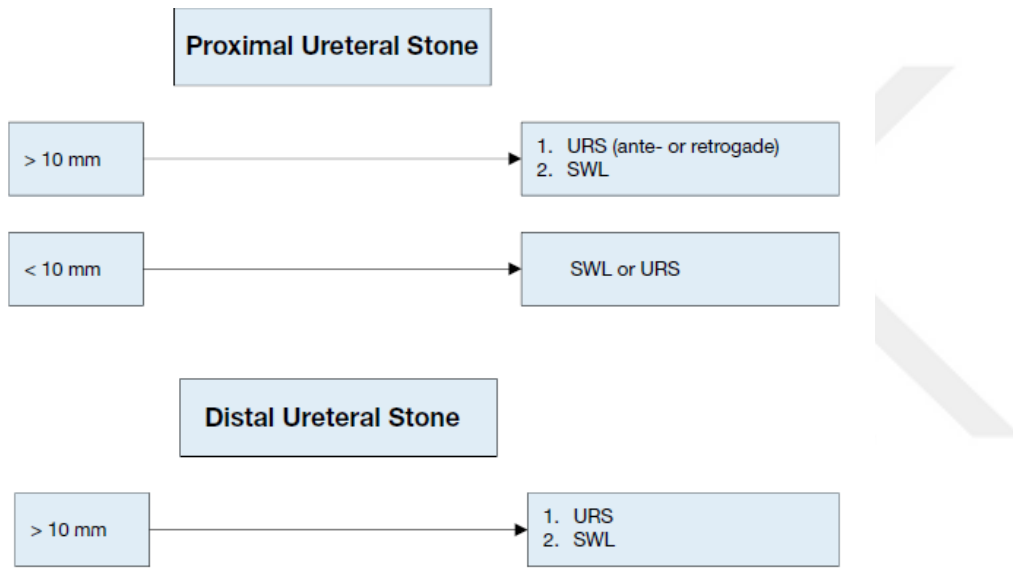 Proximal Ureteral Stone
> 10 mm
1. URS (ante- or retrogade)
2. SWL
< 10 mm
SWL or URS
Distal Ureteral Stone
> 10 mm
1. URS
2. SWL